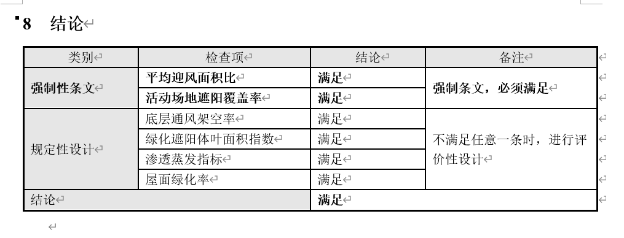 8 结论
类别 检查项 结论 备注
强制性条文 平均迎风面积比 满足 强制条文，必须满足
活动场地遮阳覆盖率 满足
规定性设计 底层通风架空率 满足 不满足任意一条时，进行评价性设计
绿化遮阳体叶面积指数 满足
渗透蒸发指标 满足
屋面绿化率 满足
结论 满足